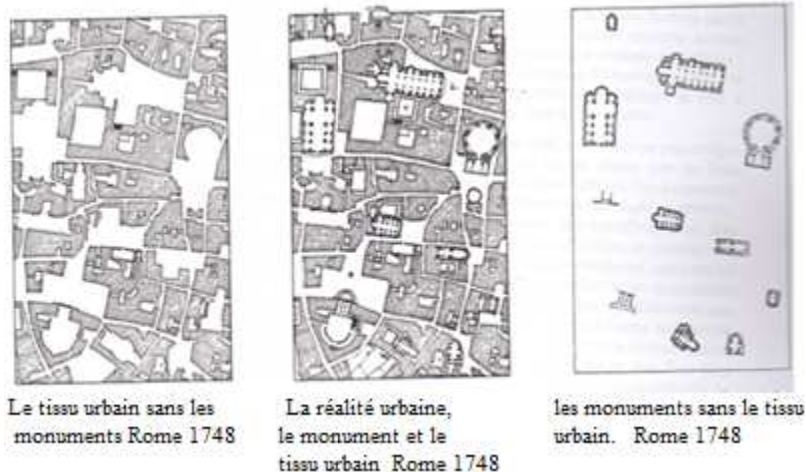 Le tissu urbain sans les
monuments Rome 1748
La réalité urbaine,
le monument et le
tissu urbain Rome 1748
les monuments sans le tissu
urbain. Rome 1748